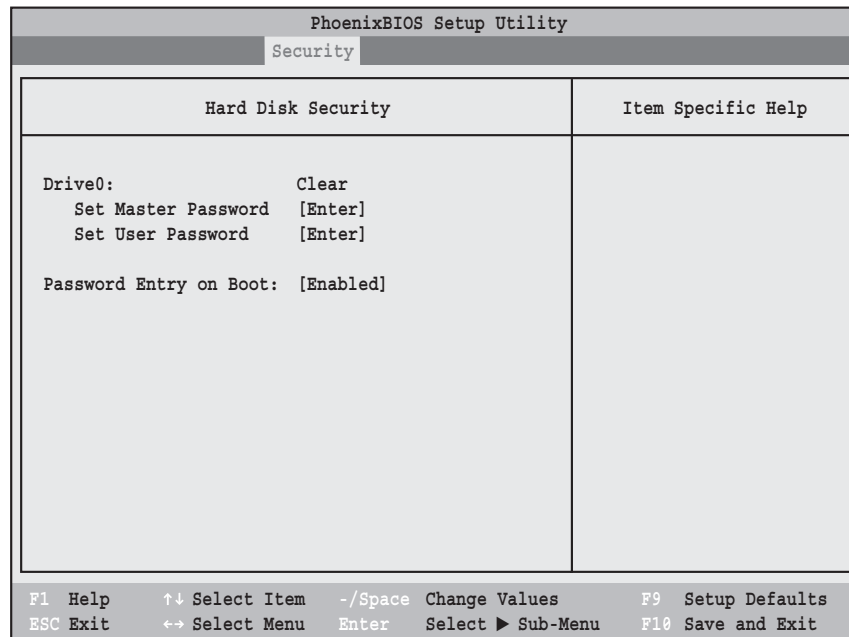 PhoenixBIOS Setup Utility
Security
Hard Disk Security
Item Specific Help
Drive0: Clear
Set Master Password [Enter]
Set User Password [Enter]
Password Entry on Boot: [Enabled]
F1 Help ↑↓ Select Item -/Space Change Values F9 Setup Defaults
ESC Exit ←→ Select Menu Enter Select ▶ Sub-Menu F10 Save and Exit